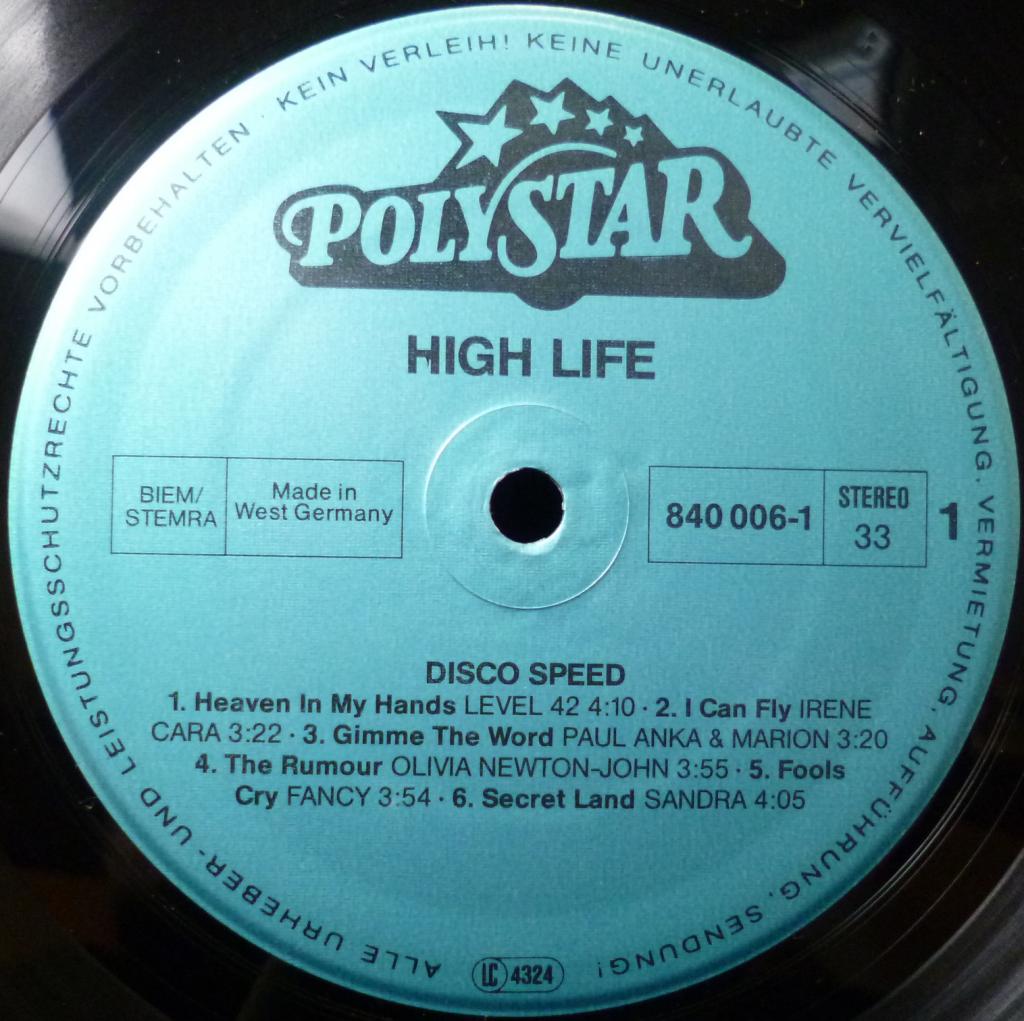 ALLE URHEBER- UND LEISTUNGSSCHUTZRECHTE VORBEHALTEN · KEIN VERLEIH! KEINE UNERLAUBTE VERVIELFÄLTIGUNG, VERMIETUNG, AUFFÜHRUNG, SENDUNG!
POLYSTAR
HIGH LIFE
BIEM/
STEMRA
Made in
West Germany
840 006-1
STEREO
33
1
DISCO SPEED
1. Heaven In My Hands LEVEL 42 4:10 · 2. I Can Fly IRENE
CARA 3:22 · 3. Gimme The Word PAUL ANKA & MARION 3:20
4. The Rumour OLIVIA NEWTON-JOHN 3:55 · 5. Fools
Cry FANCY 3:54 · 6. Secret Land SANDRA 4:05
LC 4324